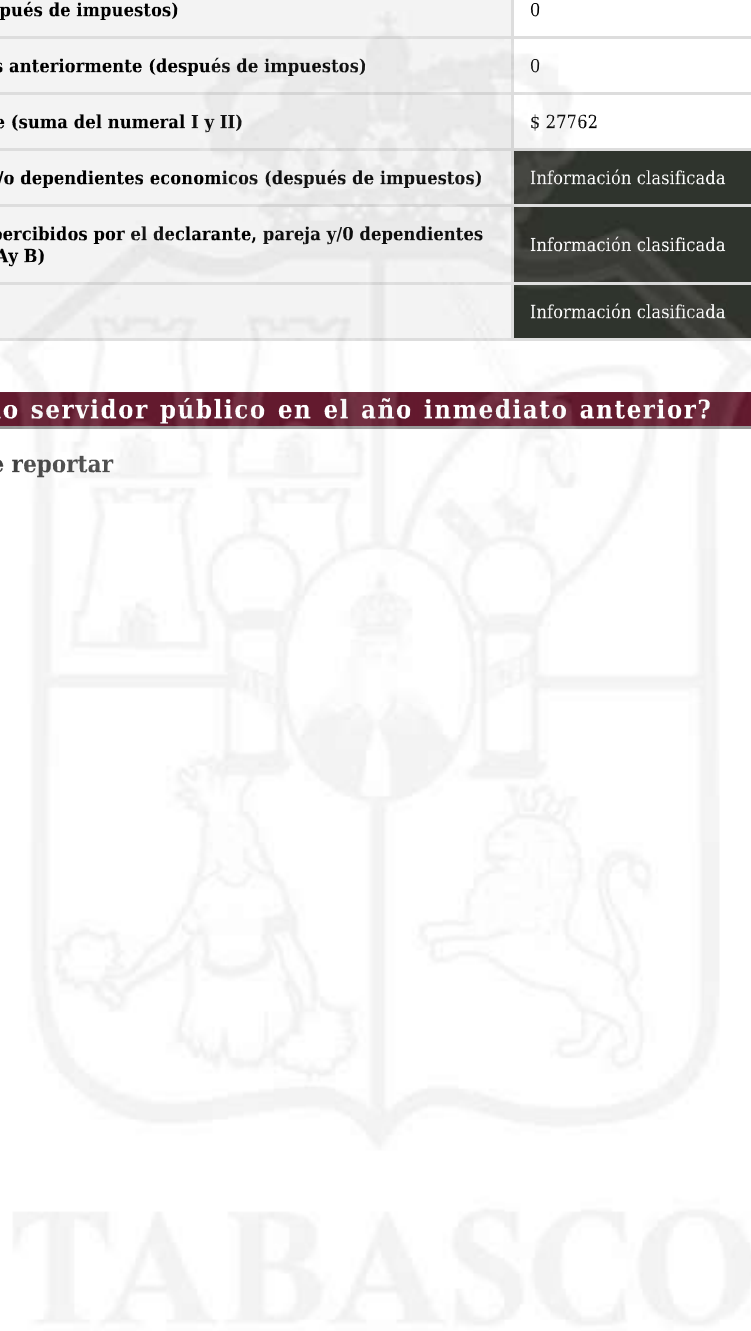 pués de impuestos)
0
s anteriormente (después de impuestos)
0
e (suma del numeral I y II)
$ 27762
/o dependientes economicos (después de impuestos)
Información clasificada
percibidos por el declarante, pareja y/0 dependientes
Ay B)
Información clasificada
Información clasificada
o servidor público en el año inmediato anterior?
e reportar
TABASCO